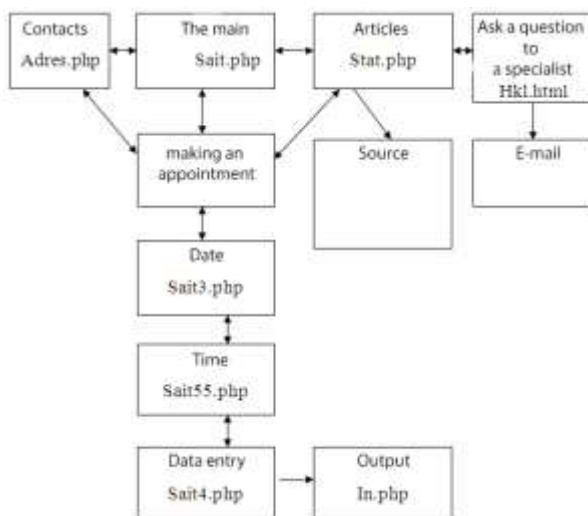 Contacts
Adres.php
The main
Sait.php
Articles
Stat.php
Ask a question
to
a specialist
Hkl.html
making an
appointment
Source
E-mail
Date
Sait3.php
Time
Sait55.php
Data entry
Sait4.php
Output
In.php